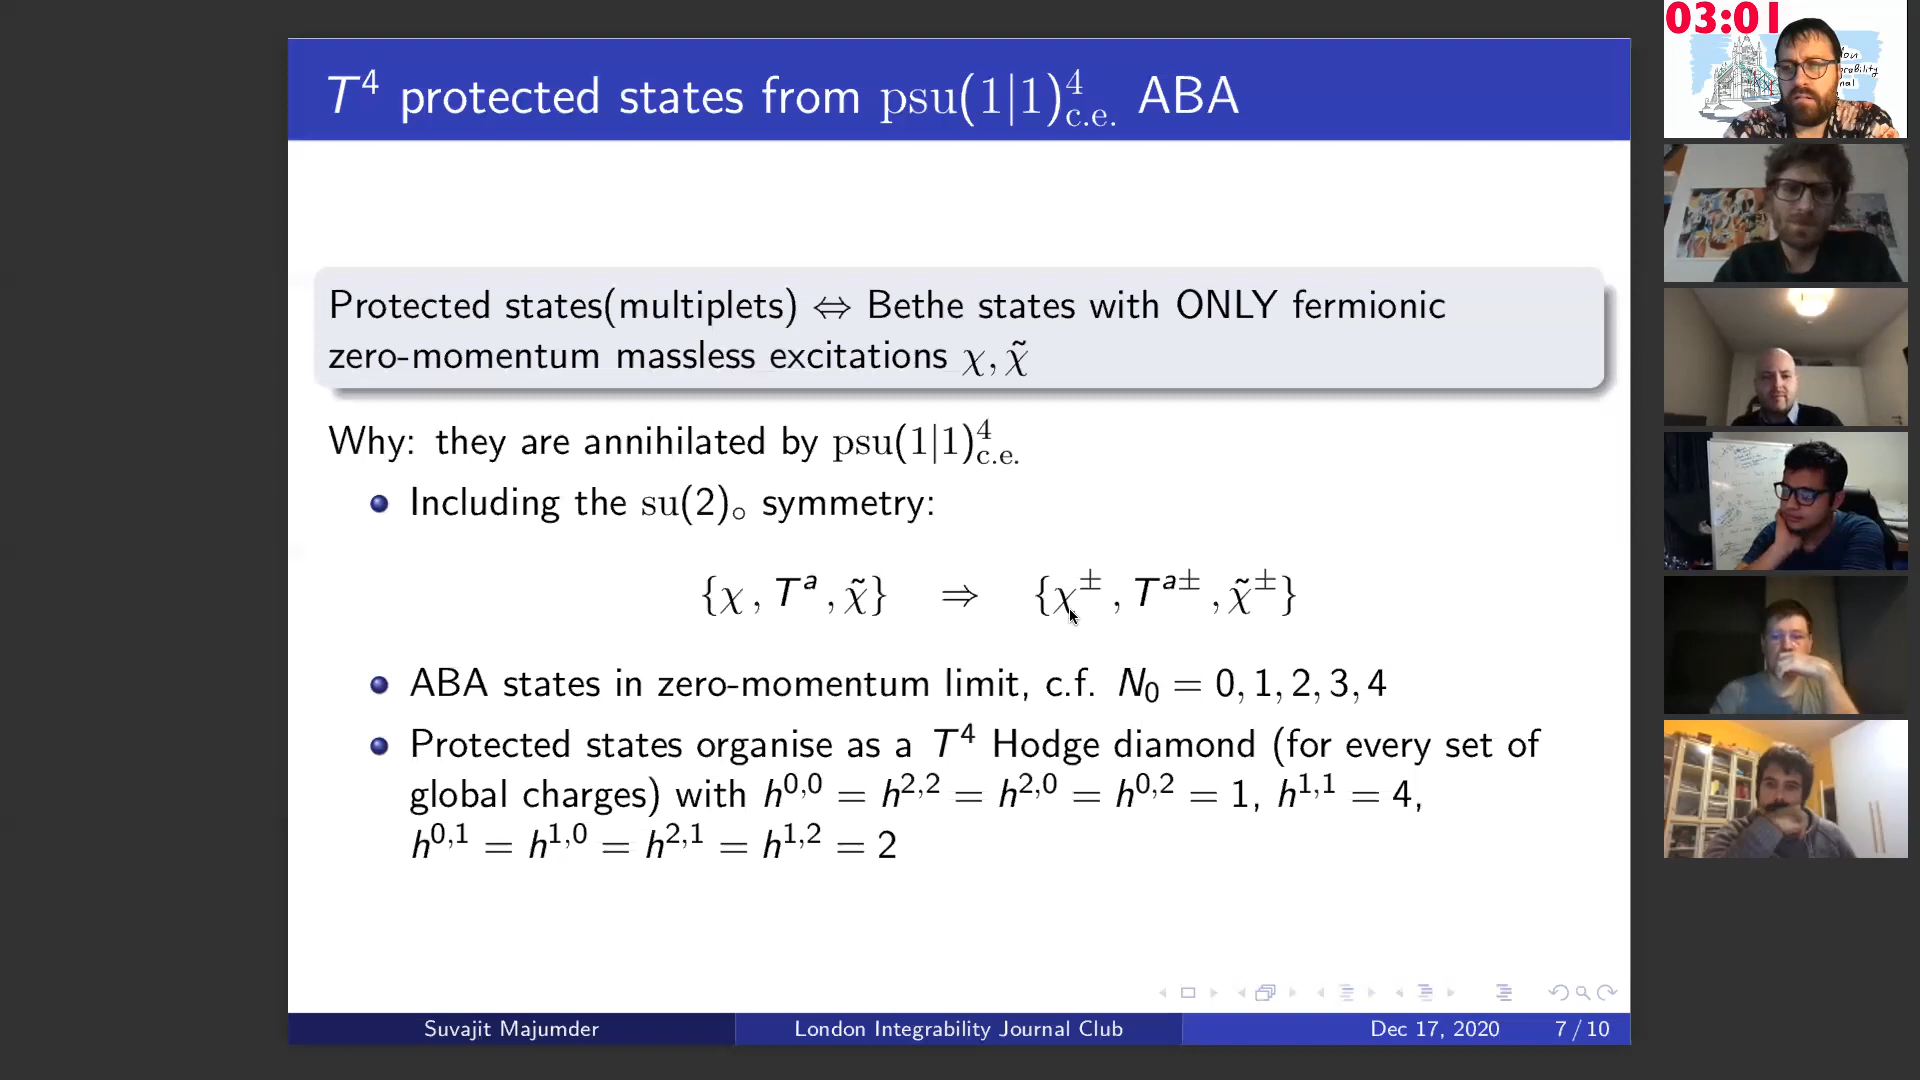 T⁴ protected states from psu(1|1)⁴c.e. ABA
Protected states(multiplets) ⇔ Bethe states with ONLY fermionic
zero-momentum massless excitations χ, χ̃
Why: they are annihilated by psu(1|1)⁴c.e.
Including the su(2)∘ symmetry:
{χ, Tᵃ, χ̃} ⇒ {χ±, Tᵃ±, χ̃±}
ABA states in zero-momentum limit, c.f. N₀ = 0, 1, 2, 3, 4
Protected states organise as a T⁴ Hodge diamond (for every set of
global charges) with h⁰,⁰ = h²,² = h²,⁰ = h⁰,² = 1, h¹,¹ = 4,
h⁰,¹ = h¹,⁰ = h²,¹ = h¹,² = 2
Suvajit Majumder London Integrability Journal Club Dec 17, 2020 7 / 10
03:01